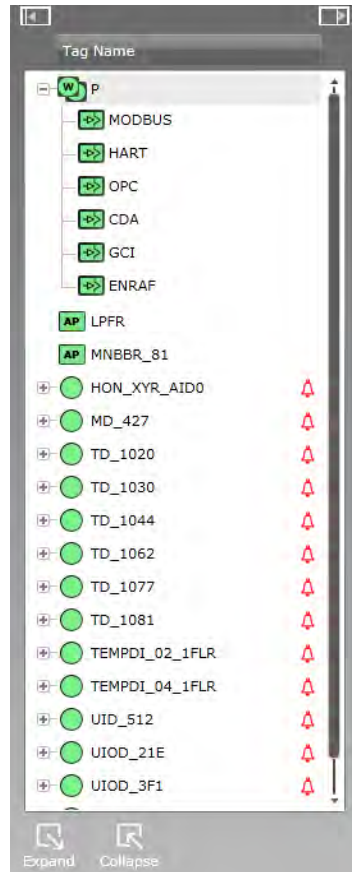 Tag Name
W P
MODBUS
HART
OPC
CDA
GCI
ENRAF
AP LPFR
AP MNBBR_81
HON_XYR_AID0
MD_427
TD_1020
TD_1030
TD_1044
TD_1062
TD_1077
TD_1081
TEMPDI_02_1FLR
TEMPDI_04_1FLR
UID_512
UIOD_21E
UIOD_3F1
Expand Collapse